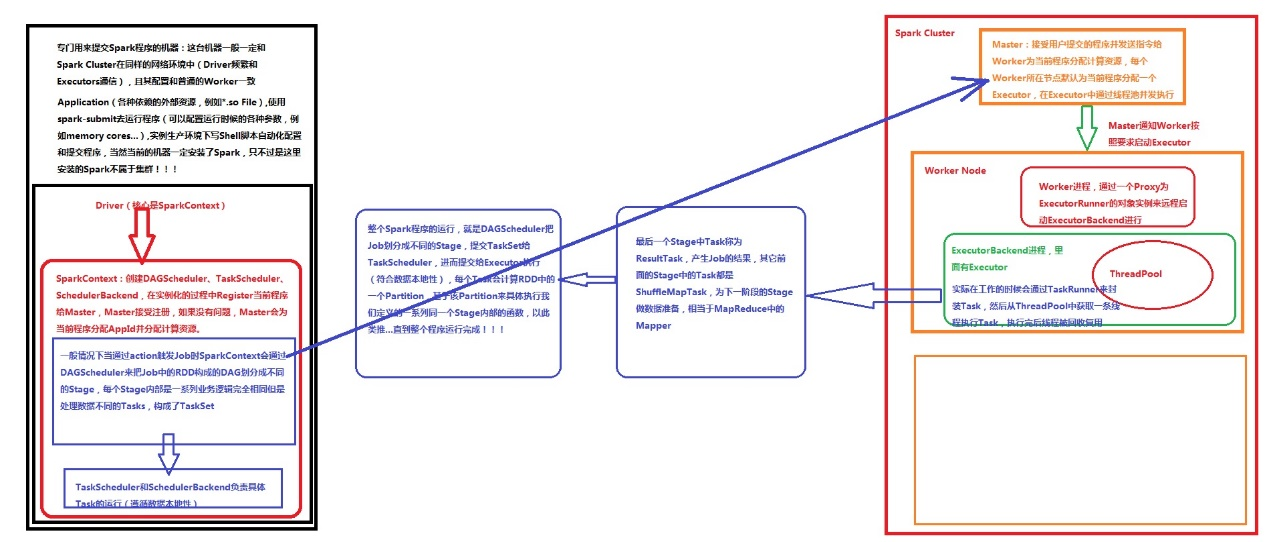 专门用来提交Spark程序的机器：这台机器一般一定和
Spark Cluster在同样的网络环境中（Driver频繁和
Executors通信），且其配置和普通的Worker一致
Application（各种依赖的外部资源，例如*.so File），使用
spark-submit去运行程序（可以配置运行时候的各种参数，例
如memory cores...），实例生产环境下写Shell脚本自动化配置
和提交程序，当然当前的机器一定安装了Spark，只不过是这里
安装的Spark不属于集群！！！
Driver（核心是SparkContext）
SparkContext：创建DAGScheduler、TaskScheduler、
SchedulerBackend，在实例化的过程中Register当前程序
给Master，Master接受注册，如果没有问题，Master会为
当前程序分配AppId并分配计算资源。
一般情况下当通过action触发Job时SparkContext会通过
DAGScheduler来把Job中的RDD构成的DAG划分成不同
的Stage，每个Stage内部是一系列业务逻辑完全相同但是
处理数据不同的Tasks，构成了TaskSet
TaskScheduler和SchedulerBackend负责具体
Task的运行（遵循数据本地性）
整个Spark程序的运行，就是DAGScheduler把
Job划分成不同的Stage，提交TaskSet给
TaskScheduler，进而提交给Executor执行
（符合数据本地性），每个Task会计算RDD中的
一个Partition，基于该Partition来具体执行我
们定义的一系列同一个Stage内部的函数，以此
类推...直到整个程序运行完成！！！
最后一个Stage中Task称为
ResultTask，产生Job的结果，其它前
面的Stage中的Task都是
ShuffleMapTask，为下一阶段的Stage
做数据准备，相当于MapReduce中的
Mapper
Spark Cluster
Master：接受用户提交的程序并发送指令给
Worker为当前程序分配计算资源，每个
Worker所在节点默认为当前程序分配一个
Executor，在Executor中通过线程池并发执行
Master通知Worker按
照要求启动Executor
Worker Node
Worker进程，通过一个Proxy为
ExecutorRunner的对象实例来远程启
动ExecutorBackend进行
ExecutorBackend进程，里
面有Executor
ThreadPool
实际在工作的时候会通过TaskRunner来封
装Task，然后从ThreadPool中获取一条线
程执行Task，执行完后线程被回收复用